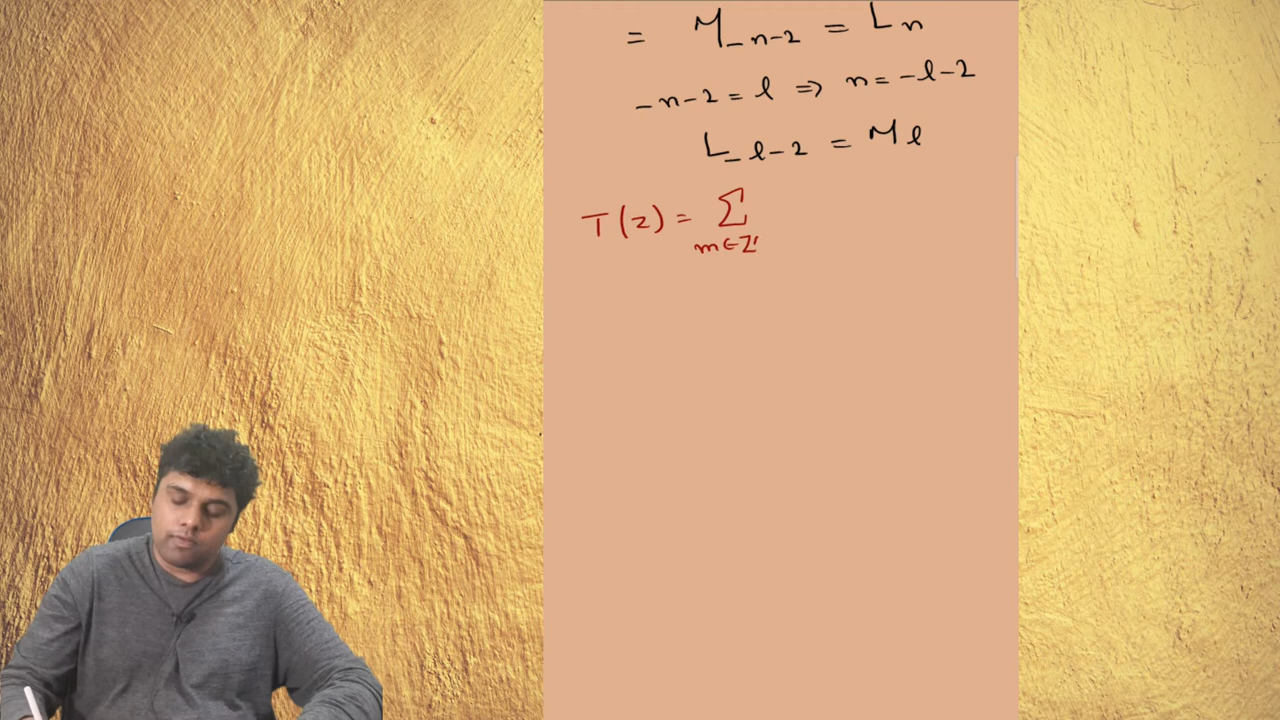 = M_{-n-2} = L_n
-n-2 = l ⇒ n = -l-2
L_{-l-2} = M_l
T(z) = ∑_{m∈ℤ}